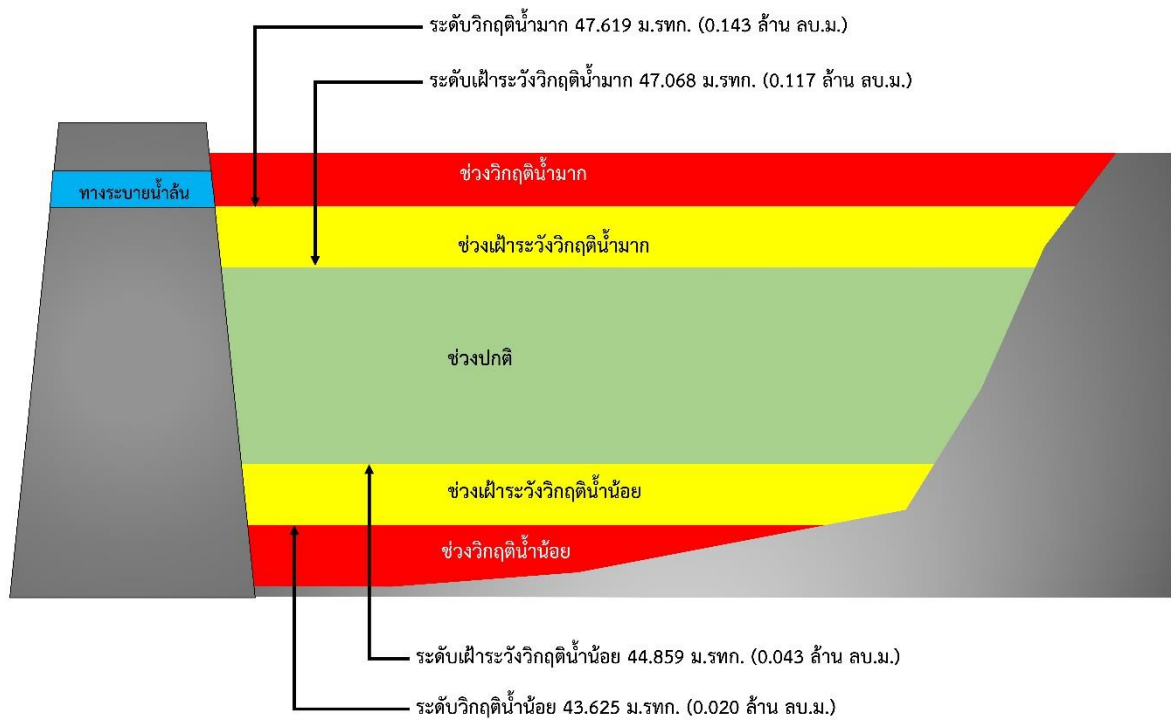 ระดับวิกฤติน้ำมาก 47.619 ม.รทก. (0.143 ล้าน ลบ.ม.)
ระดับเฝ้าระวังวิกฤติน้ำมาก 47.068 ม.รทก. (0.117 ล้าน ลบ.ม.)
ช่วงวิกฤติน้ำมาก
ทางระบายน้ำล้น
ช่วงเฝ้าระวังวิกฤติน้ำมาก
ช่วงปกติ
ช่วงเฝ้าระวังวิกฤติน้ำน้อย
ช่วงวิกฤติน้ำน้อย
ระดับเฝ้าระวังวิกฤติน้ำน้อย 44.859 ม.รทก. (0.043 ล้าน ลบ.ม.)
ระดับวิกฤติน้ำน้อย 43.625 ม.รทก. (0.020 ล้าน ลบ.ม.)